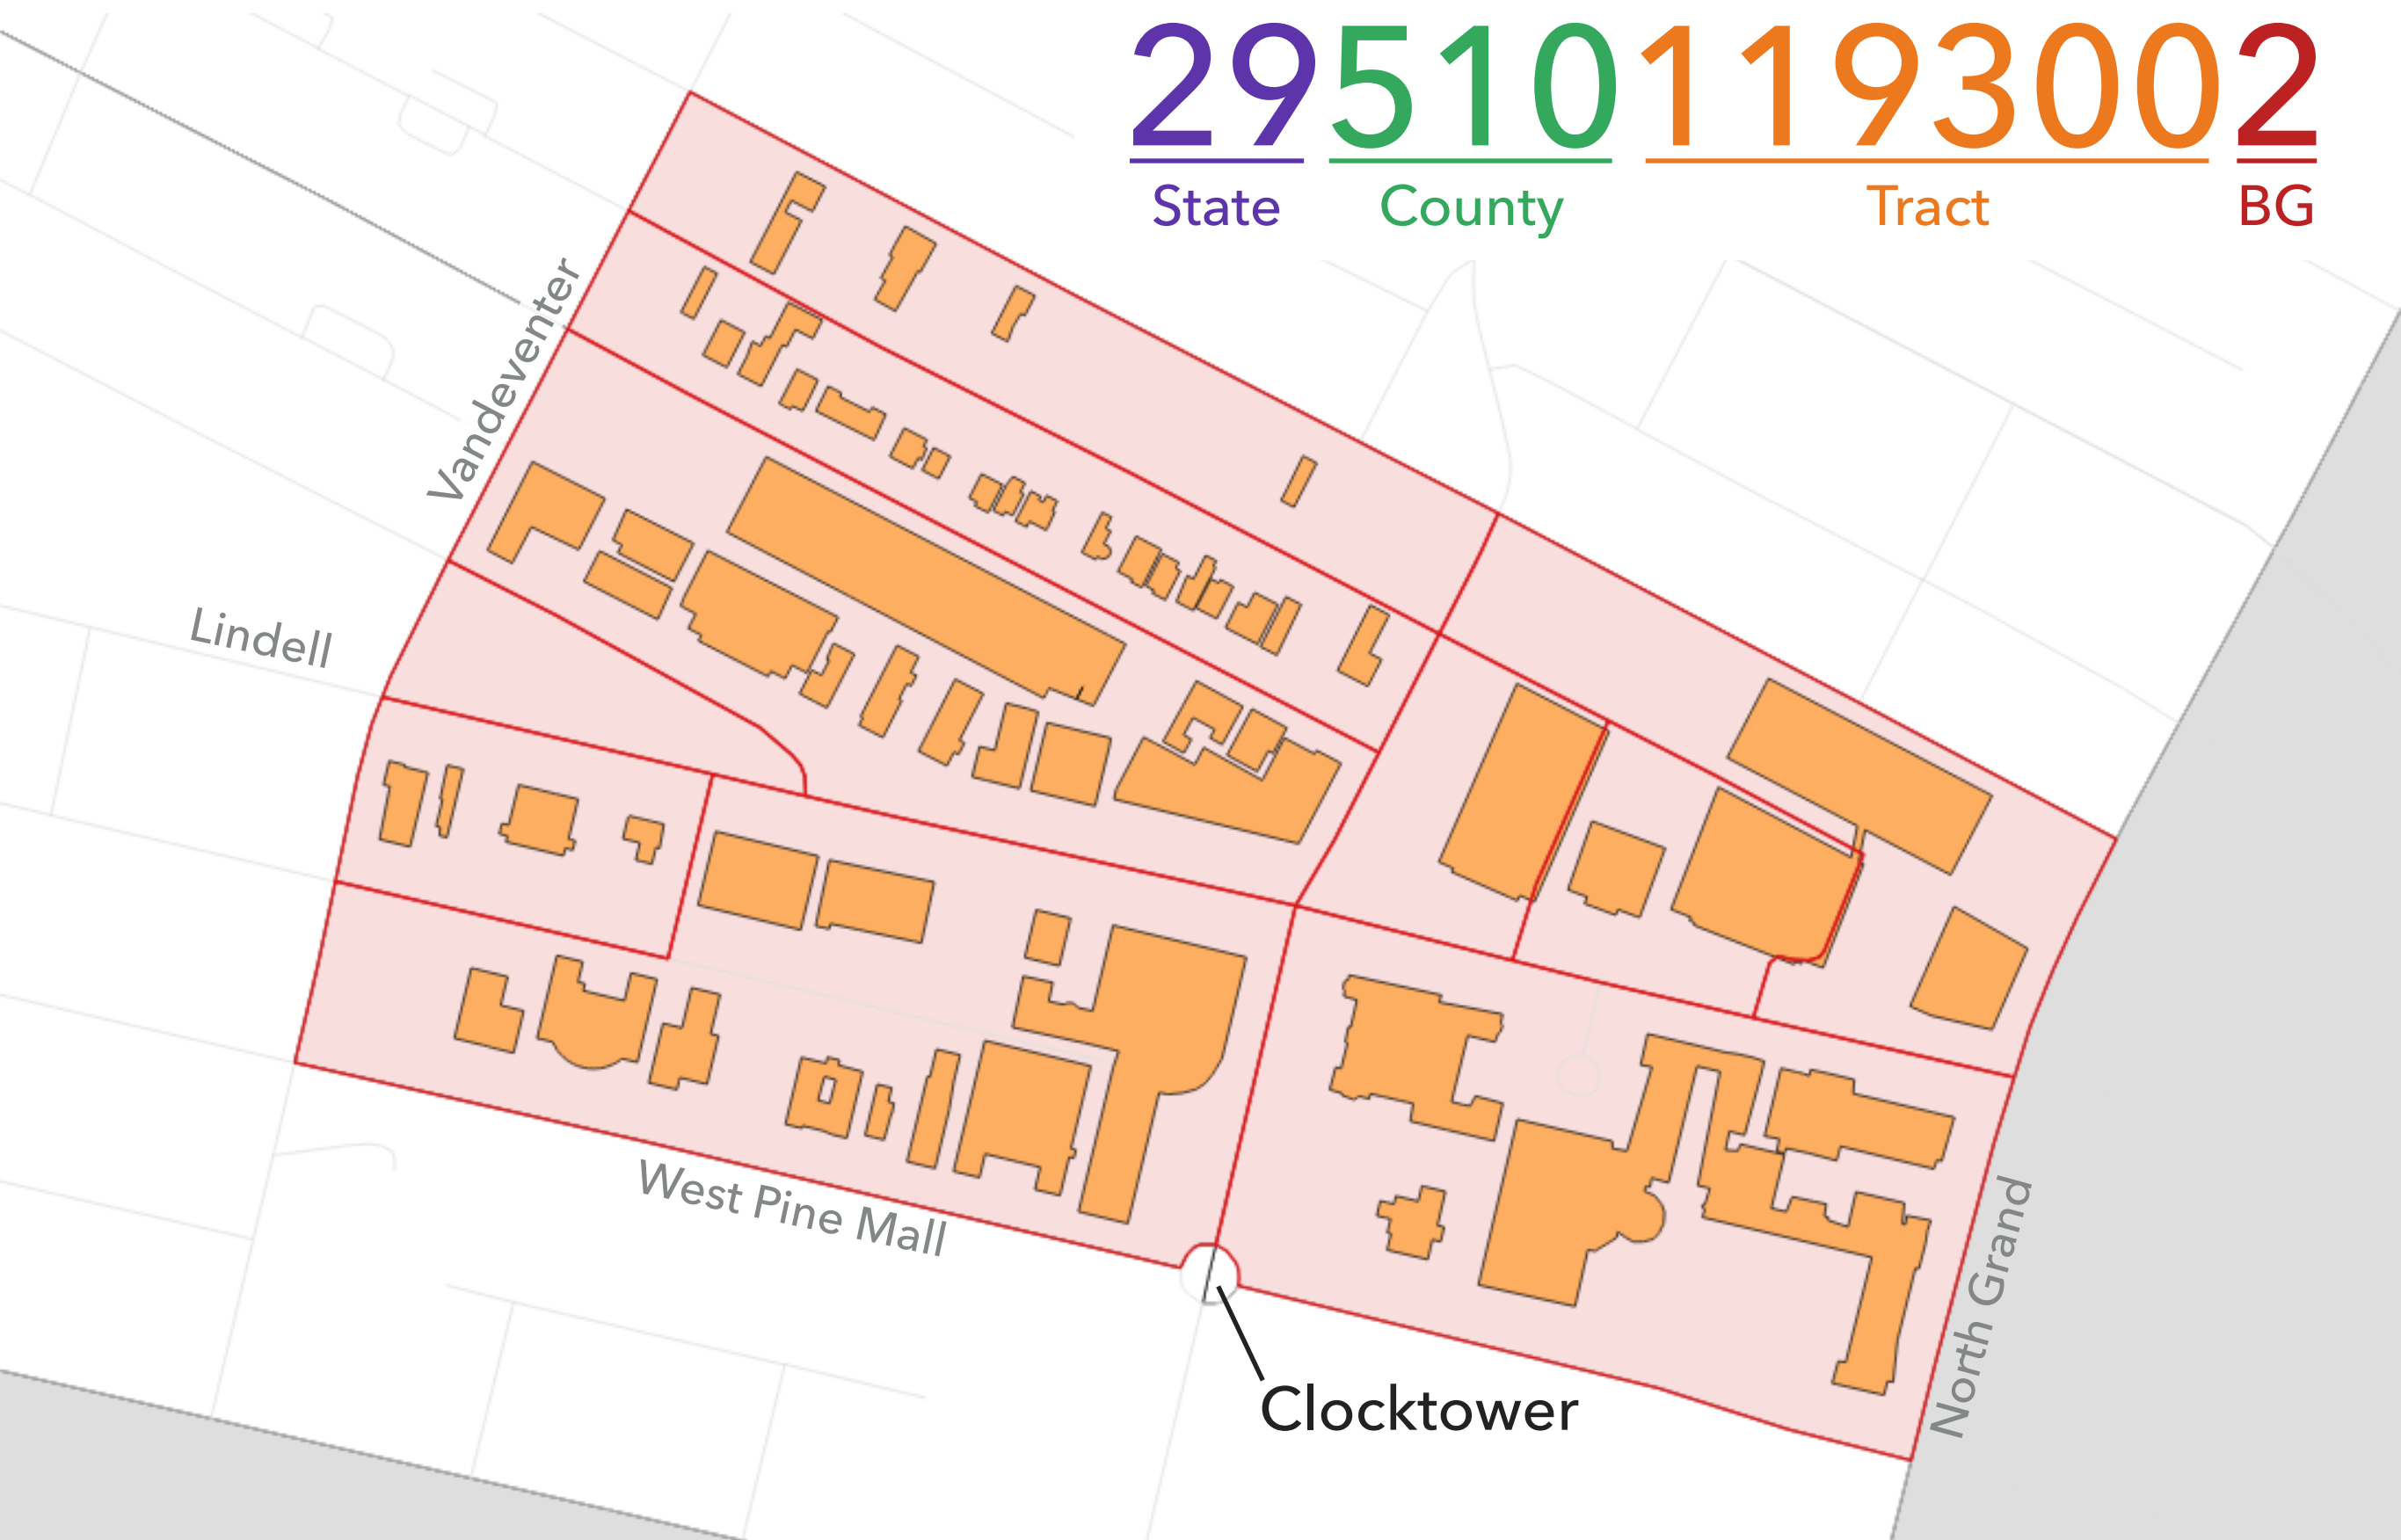 295101193002
State County Tract BG
Vandeventer
Lindell
West Pine Mall
North Grand
Clocktower